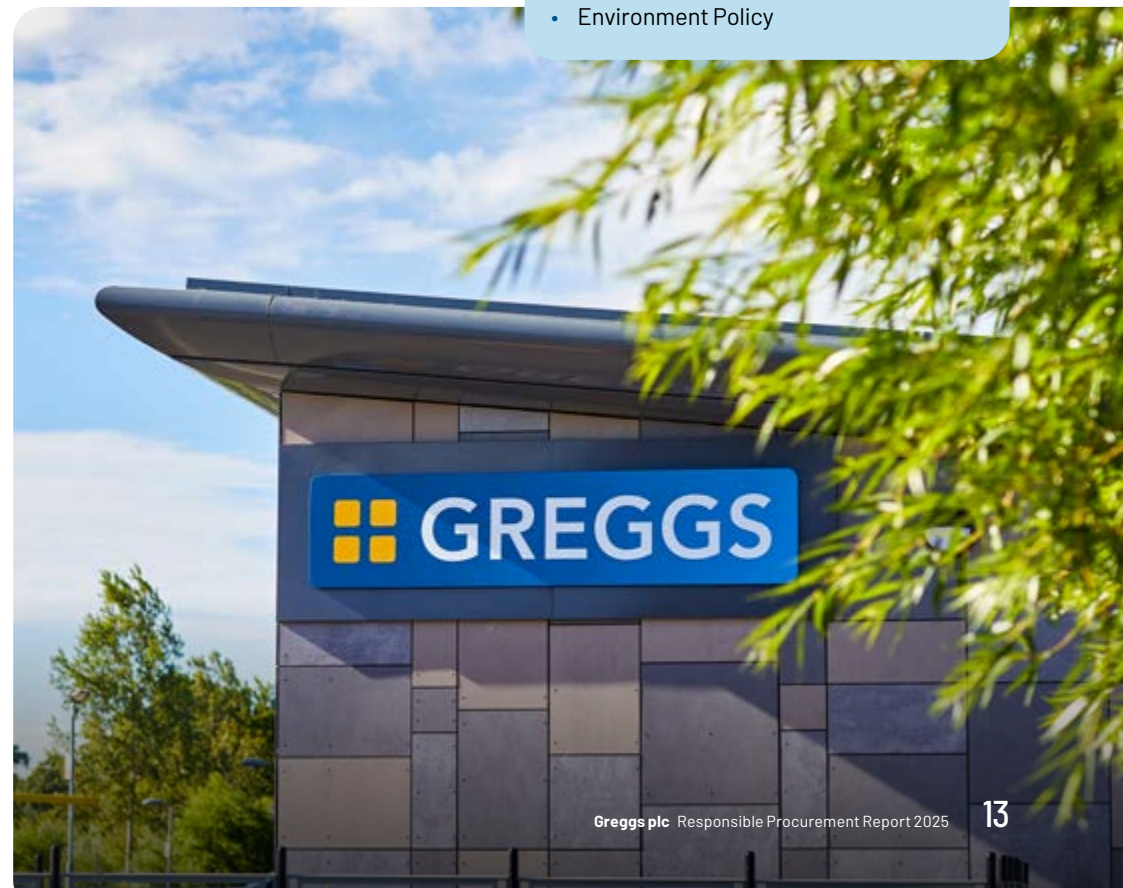 • Environment Policy
GREGGS
Greggs plc Responsible Procurement Report 2025 13